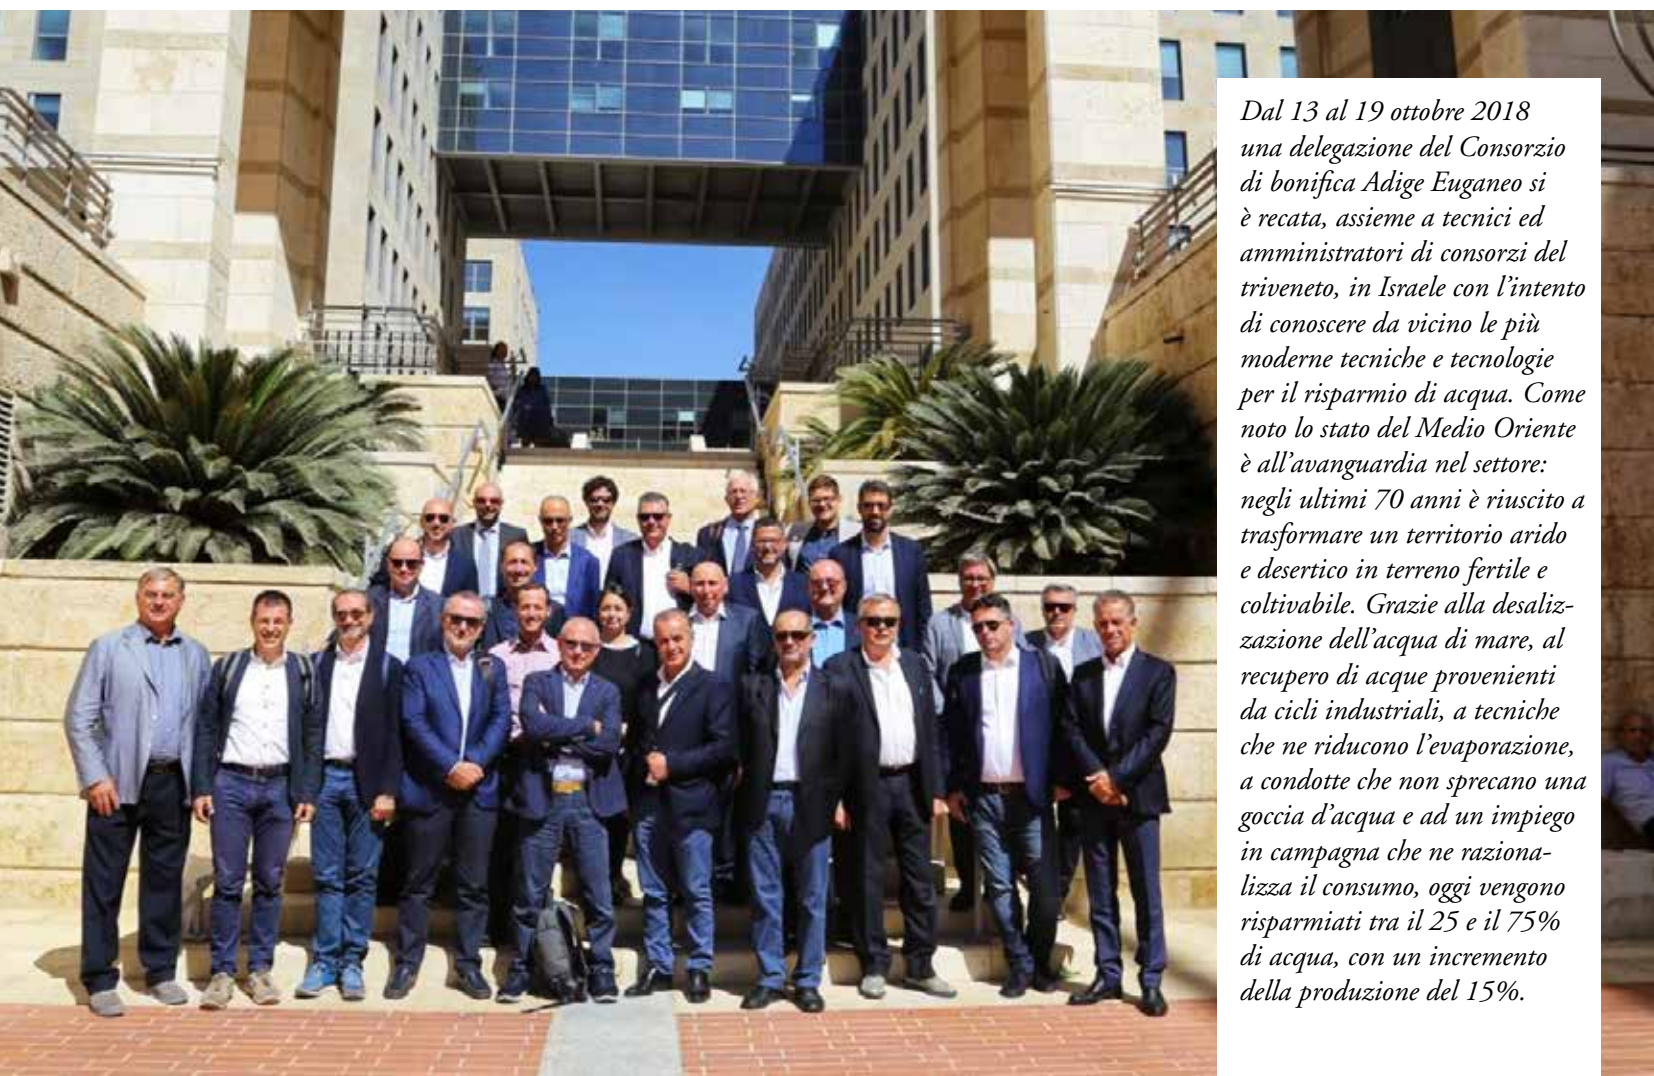 Dal 13 al 19 ottobre 2018
una delegazione del Consorzio
di bonifica Adige Euganeo si
è recata, assieme a tecnici ed
amministratori di consorzi del
triveneto, in Israele con l'intento
di conoscere da vicino le più
moderne tecniche e tecnologie
per il risparmio di acqua. Come
noto lo stato del Medio Oriente
è all'avanguardia nel settore:
negli ultimi 70 anni è riuscito a
trasformare un territorio arido
e desertico in terreno fertile e
coltivabile. Grazie alla desaliz-
zazione dell'acqua di mare, al
recupero di acque provenienti
da cicli industriali, a tecniche
che ne riducono l'evaporazione,
a condotte che non sprecano una
goccia d'acqua e ad un impiego
in campagna che ne raziona-
lizza il consumo, oggi vengono
risparmiati tra il 25 e il 75%
di acqua, con un incremento
della produzione del 15%.